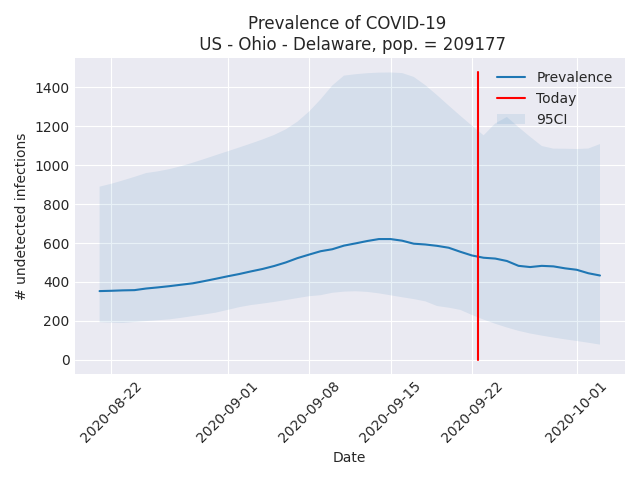 Prevalence of COVID-19
US - Ohio - Delaware, pop. = 209177
Prevalence
Today
95CI
# undetected infections
1400
1200
1000
800
600
400
200
0
2020-08-22
2020-09-01
2020-09-08
2020-09-15
2020-09-22
2020-10-01
Date